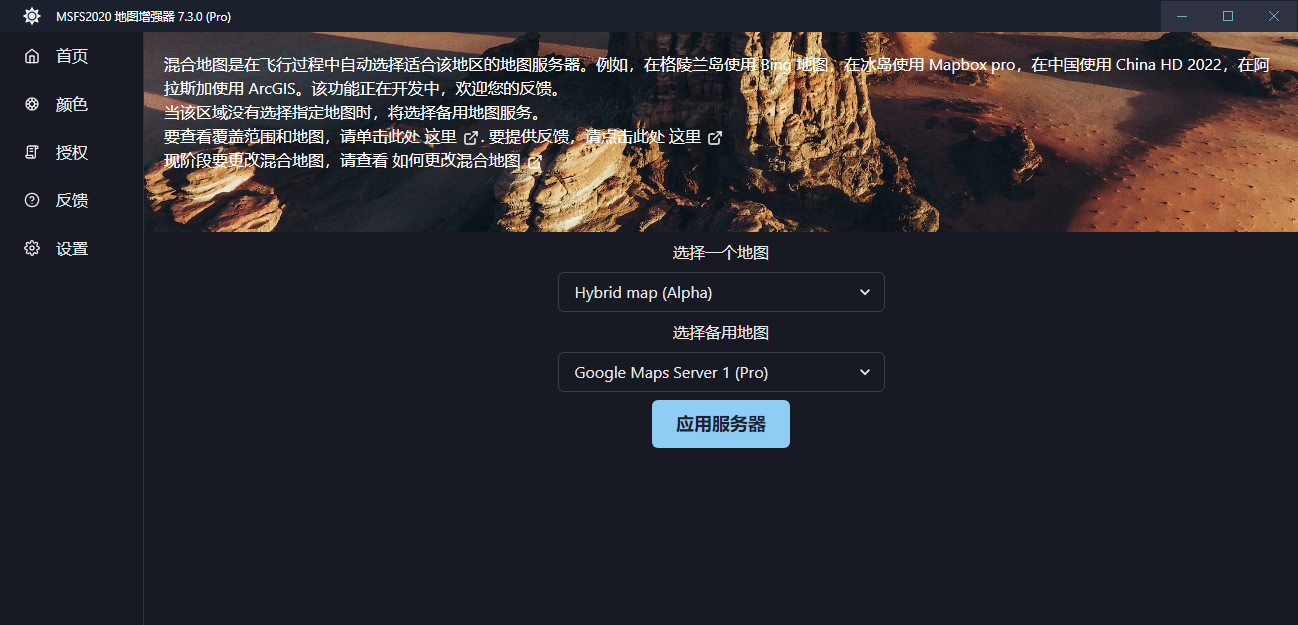 MSFS2020 地图增强器 7.3.0 (Pro)
首页
颜色
授权
反馈
设置
混合地图是在飞行过程中自动选择适合该地区的地图服务器。例如，在格陵兰岛使用 Bing 地图，在冰岛使用 Mapbox pro，在中国使用 China HD 2022，在阿
拉斯加使用 ArcGIS。该功能正在开发中，欢迎您的反馈。
当该区域没有选择指定地图时，将选择备用地图服务。
要查看覆盖范围和地图，请单击此处 这里 . 要提供反馈，请点击此处 这里
现阶段要更改混合地图，请查看 如何更改混合地图
选择一个地图
Hybrid map (Alpha)
选择备用地图
Google Maps Server 1 (Pro)
应用服务器